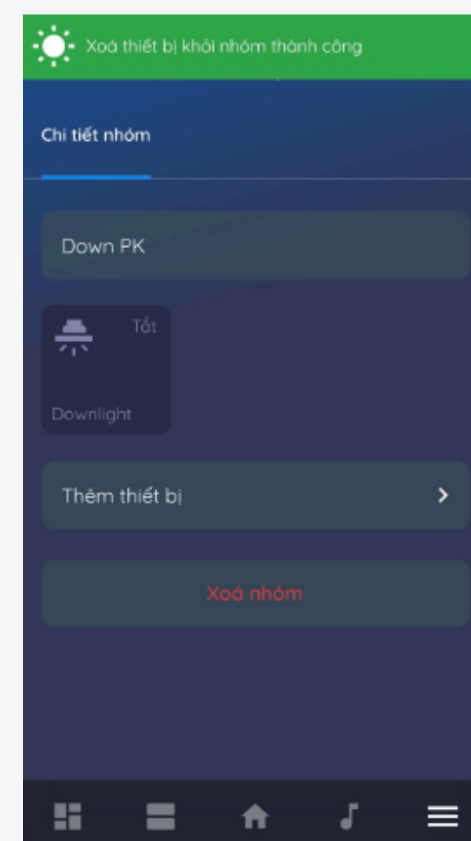 Xoá thiết bị khỏi nhóm thành công
Chi tiết nhóm
Down PK
Tắt
Downlight
Thêm thiết bị
Xoá nhóm